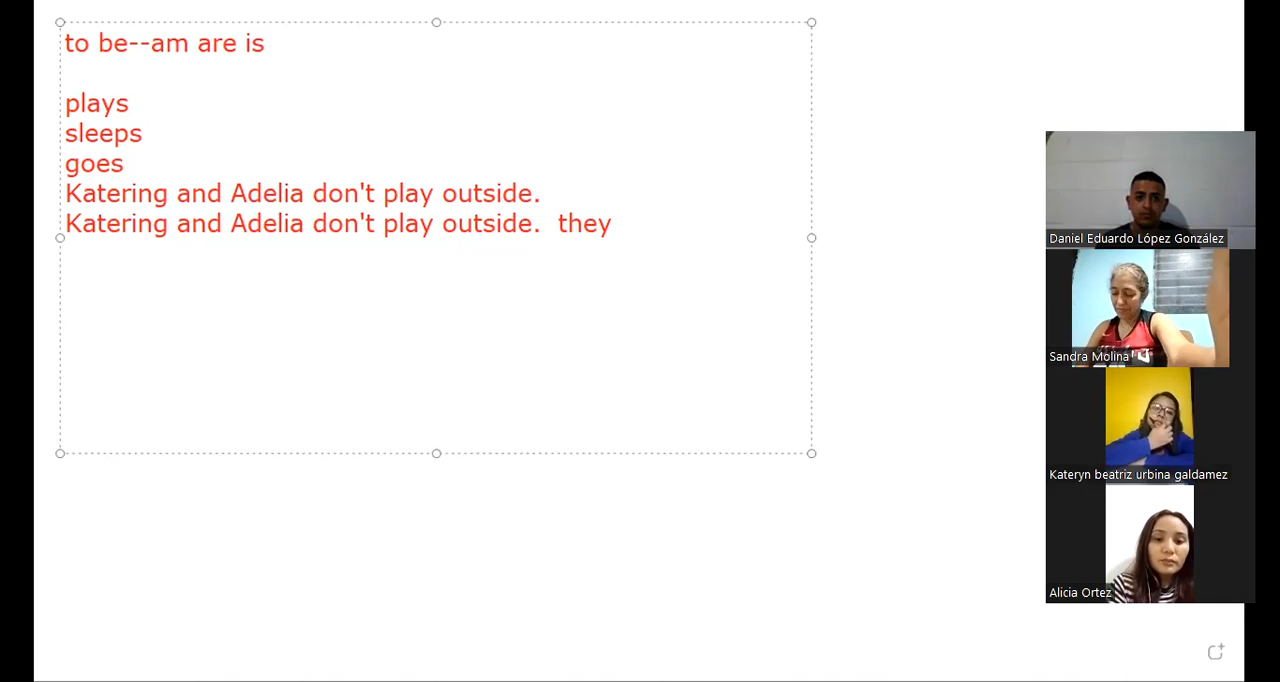 to be--am are is
plays
sleeps
goes
Katering and Adelia don't play outside.
Katering and Adelia don't play outside.  they
Daniel Eduardo López González
Sandra Molina
Kateryn beatriz urbina galdamez
Alicia Ortez